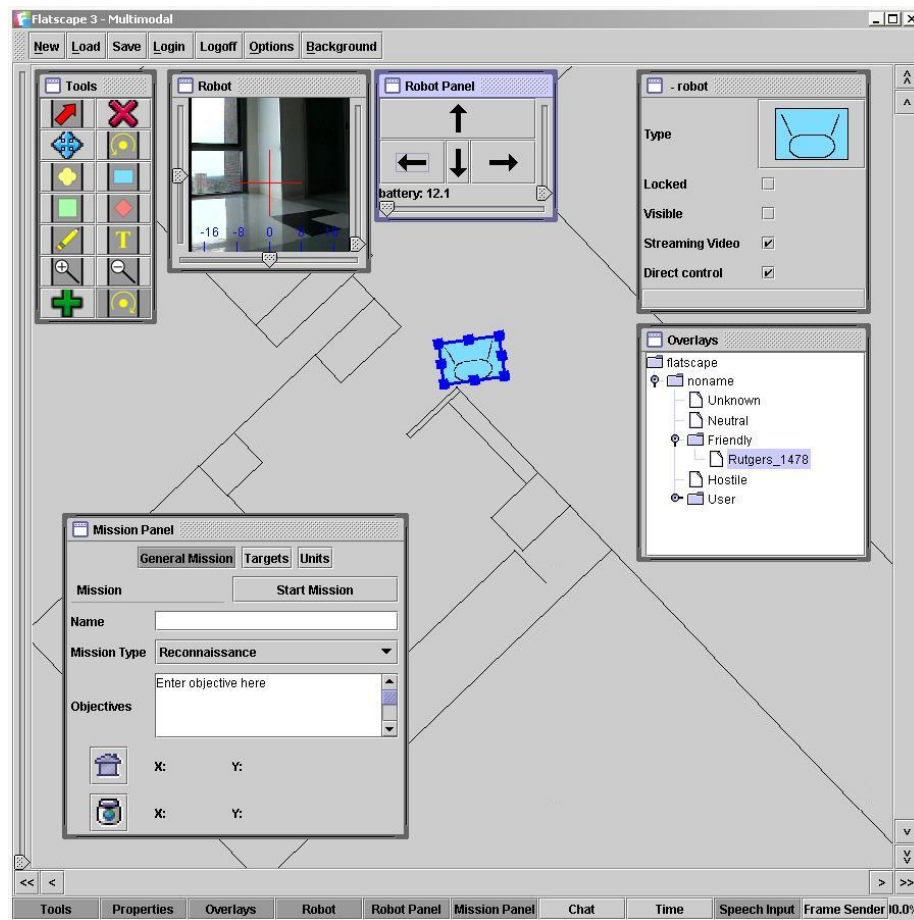 Flatscape 3 - Multimodal
New Load Save Login Logoff Options Background
Tools
T
Robot
-16 -8 0 8
Robot Panel
battery: 12.1
- robot
Type
Locked
Visible
Streaming Video
Direct control
Overlays
flatscape
noname
Unknown
Neutral
Friendly
Rutgers_1478
Hostile
User
Mission Panel
General Mission Targets Units
Mission Start Mission
Name
Mission Type Reconnaissance
Objectives Enter objective here
X: Y:
X: Y:
<< < > >>
Tools Properties Overlays Robot Robot Panel Mission Panel Chat Time Speech Input Frame Sender